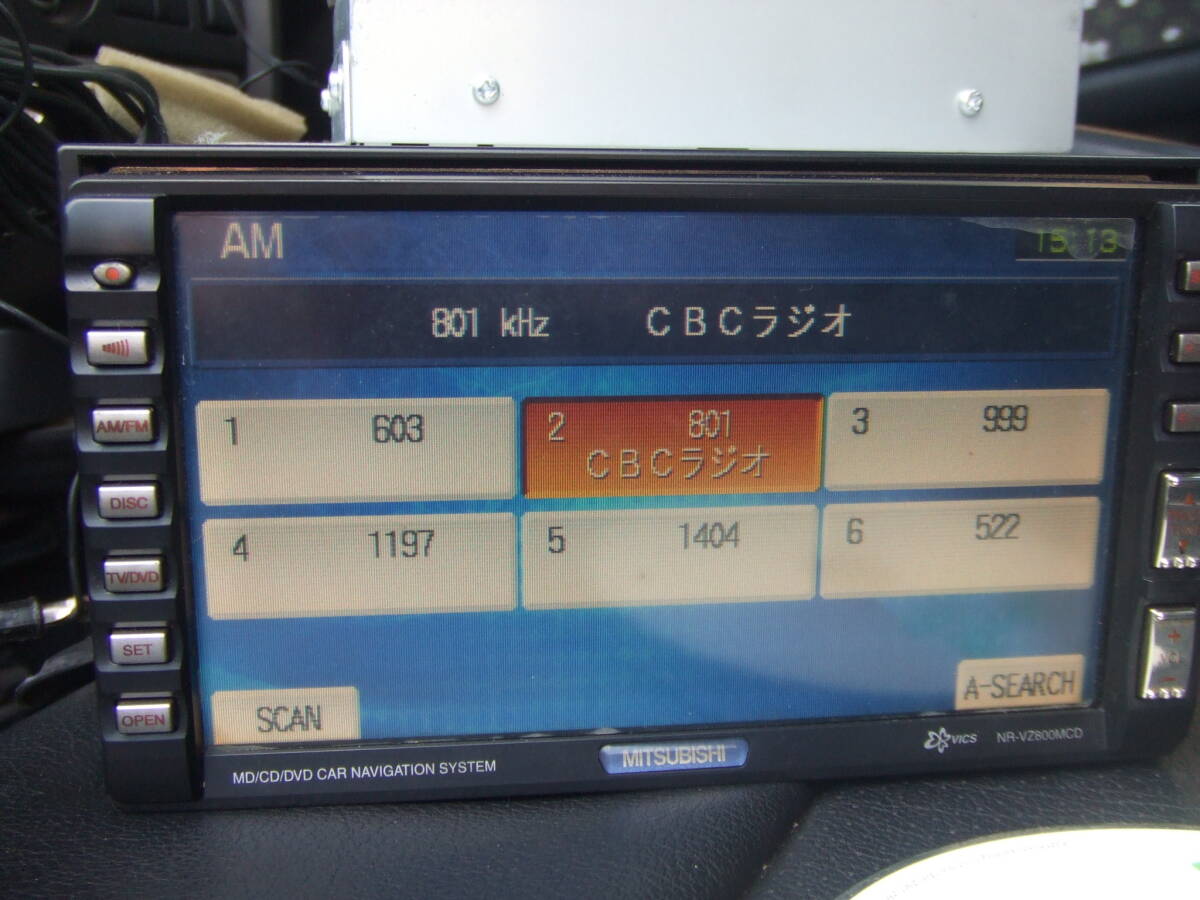 AM 15:13
801 kHz CBCラジオ
1 603
2 801
CBCラジオ
3 999
4 1197
5 1404
6 522
SCAN
A-SEARCH
AM/FM
DISC
TV/DVD
SET
OPEN
MD/CD/DVD CAR NAVIGATION SYSTEM
MITSUBISHI
VICS
NR-VZ800MCD